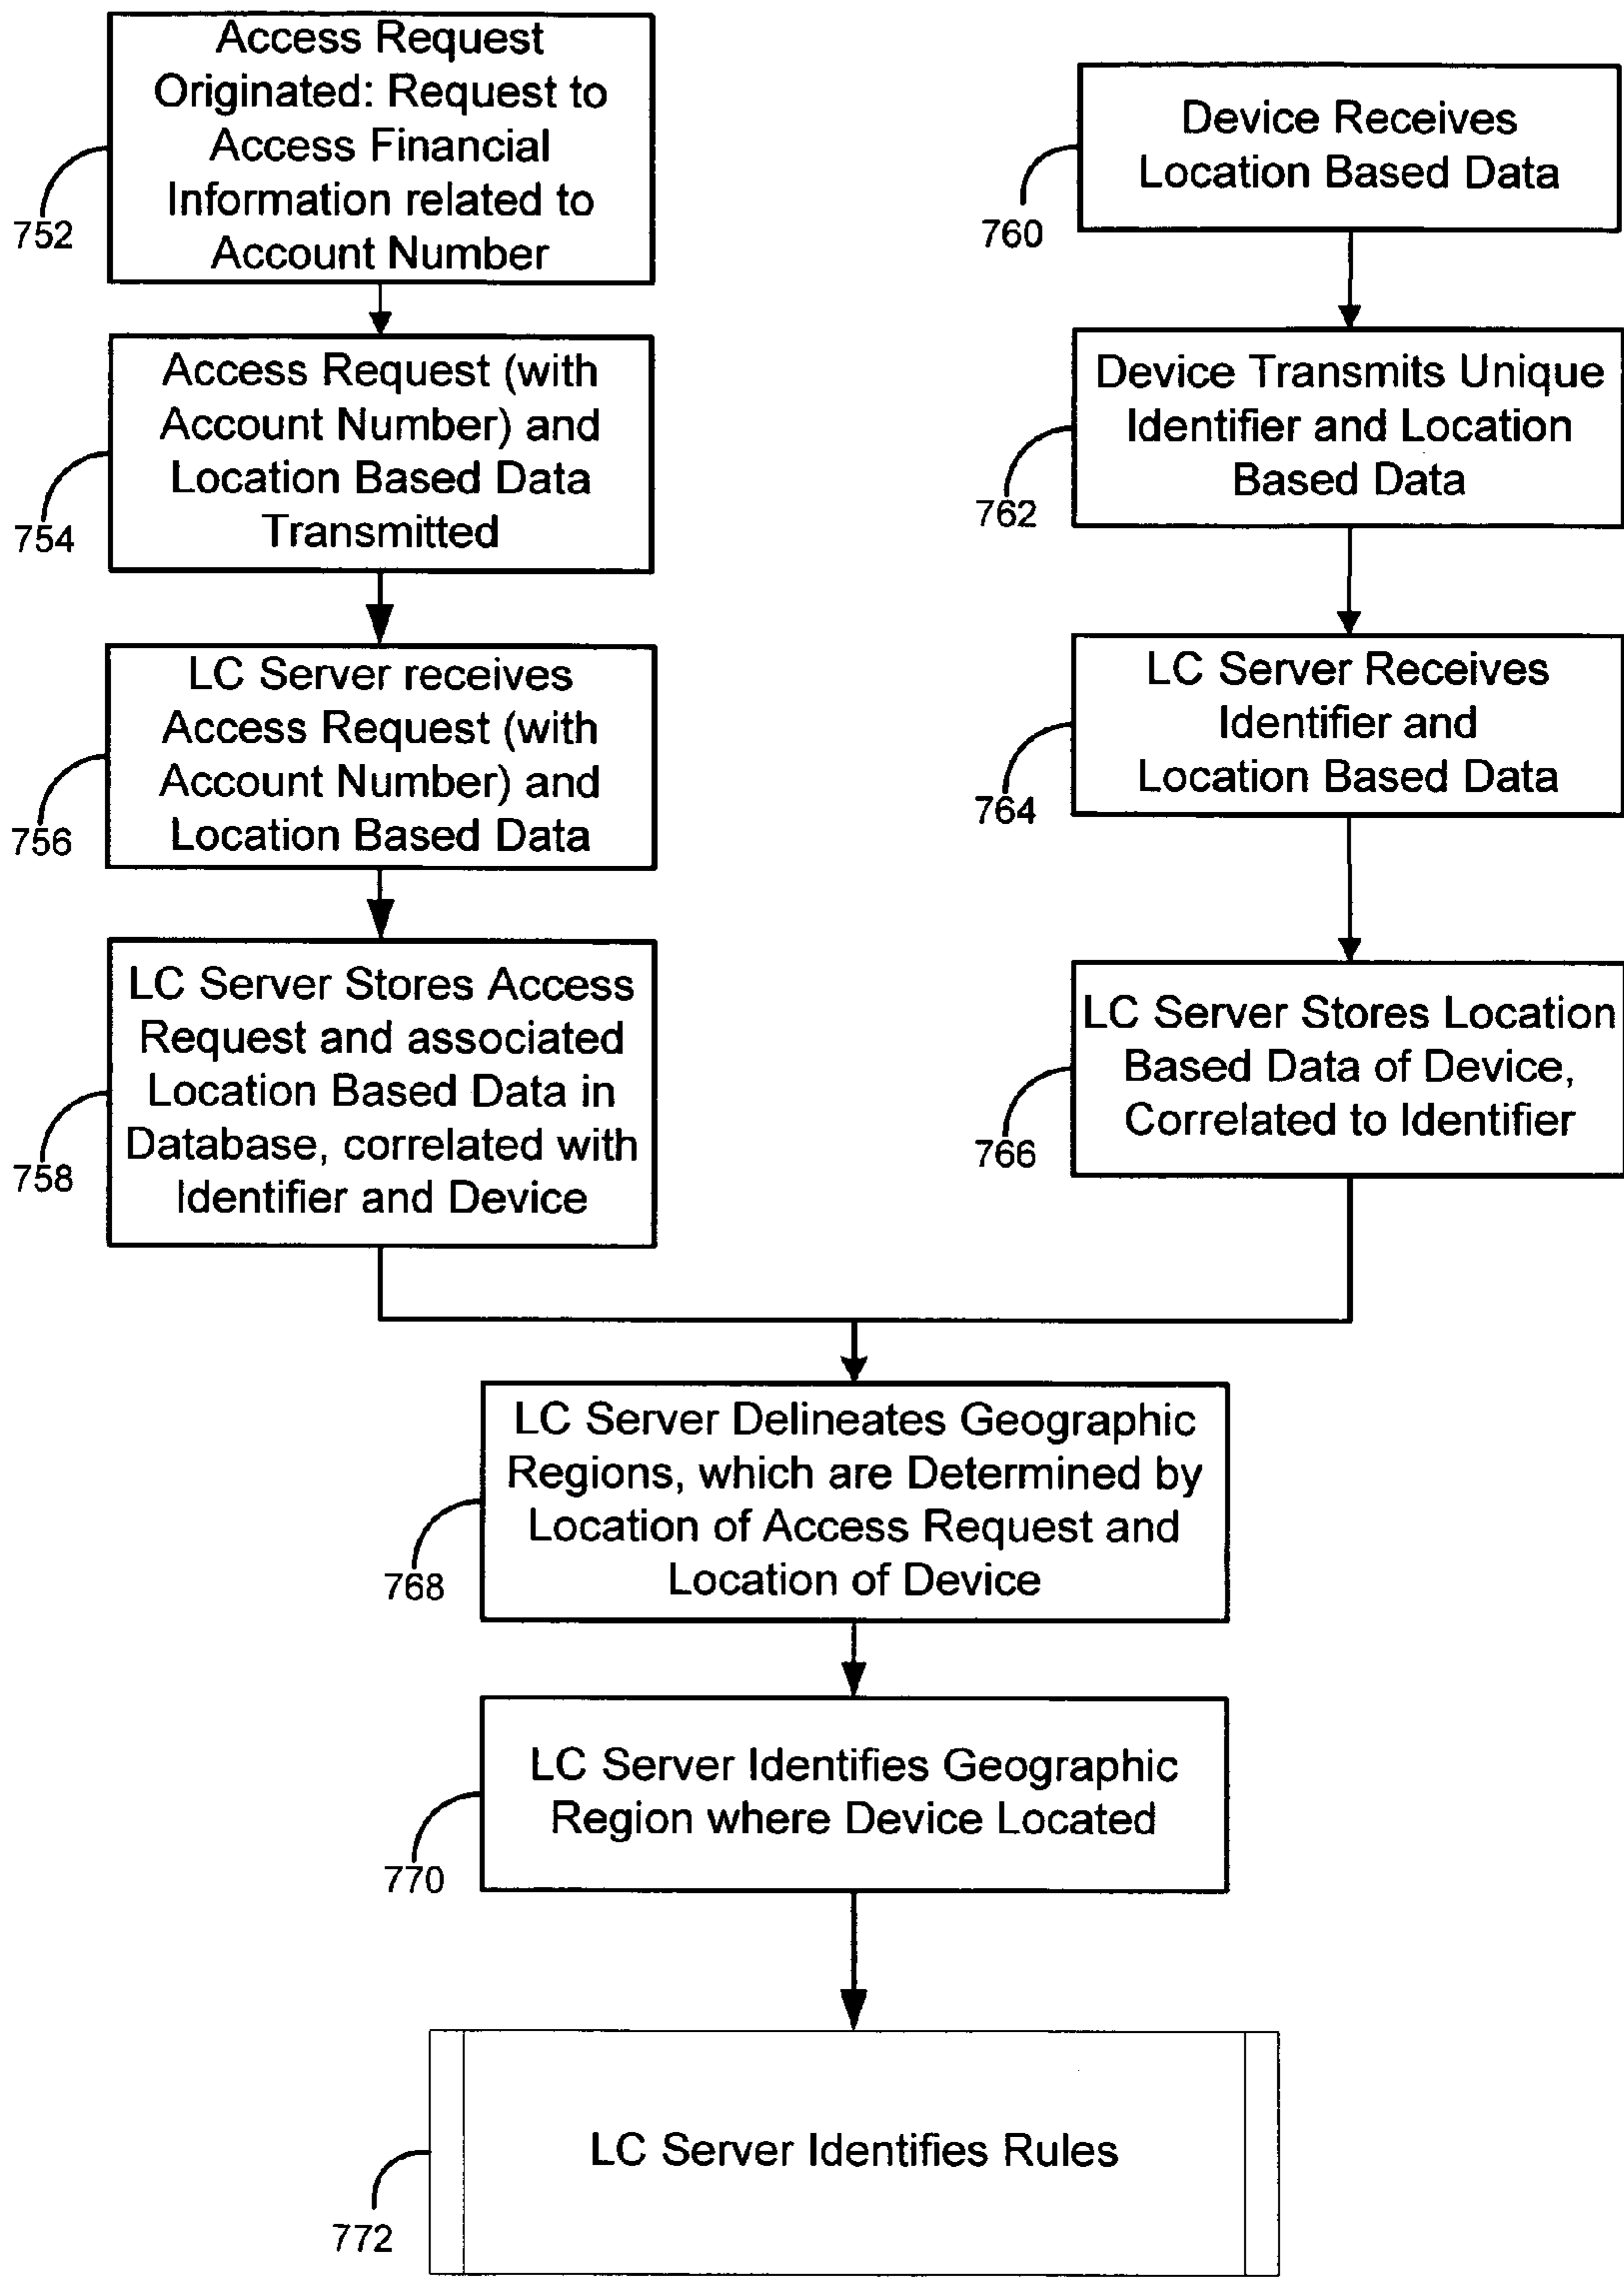 Access Request
Originated: Request to
Access Financial
Information related to
Account Number
752
Access Request (with
Account Number) and
Location Based Data
Transmitted
754
LC Server receives
Access Request (with
Account Number) and
Location Based Data
756
LC Server Stores Access
Request and associated
Location Based Data in
Database, correlated with
Identifier and Device
758
Device Receives
Location Based Data
760
Device Transmits Unique
Identifier and Location
Based Data
762
LC Server Receives
Identifier and
Location Based Data
764
LC Server Stores Location
Based Data of Device,
Correlated to Identifier
766
LC Server Delineates Geographic
Regions, which are Determined by
Location of Access Request and
Location of Device
768
LC Server Identifies Geographic
Region where Device Located
770
LC Server Identifies Rules
772